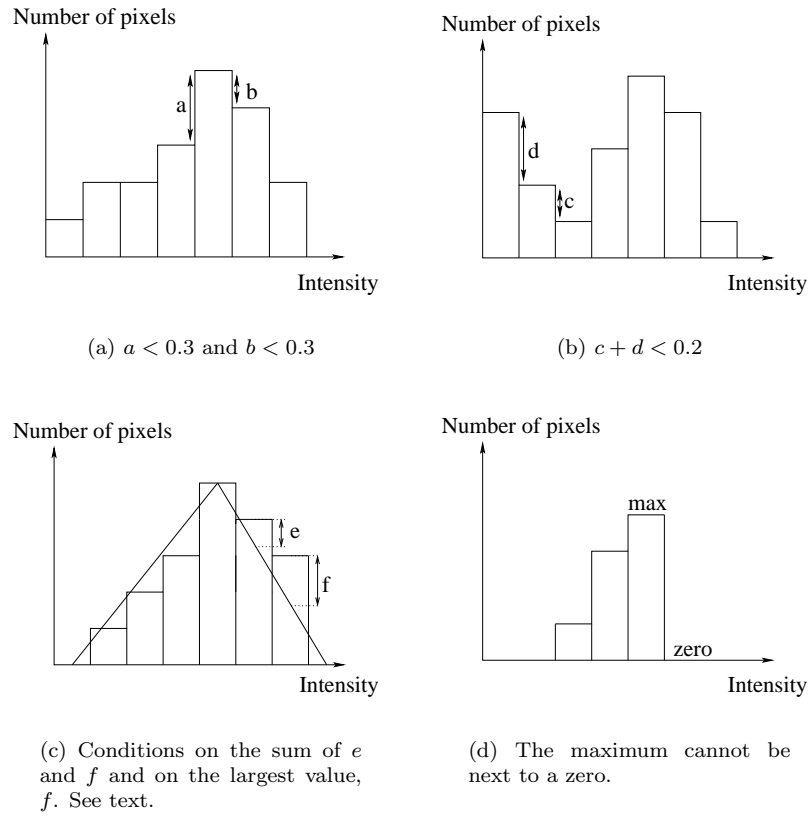 Number of pixels
a
b
Intensity
(a) a < 0.3 and b < 0.3
Number of pixels
d
c
Intensity
(b) c + d < 0.2
Number of pixels
e
f
Intensity
(c) Conditions on the sum of e
and f and on the largest value,
f. See text.
Number of pixels
max
zero
Intensity
(d) The maximum cannot be
next to a zero.